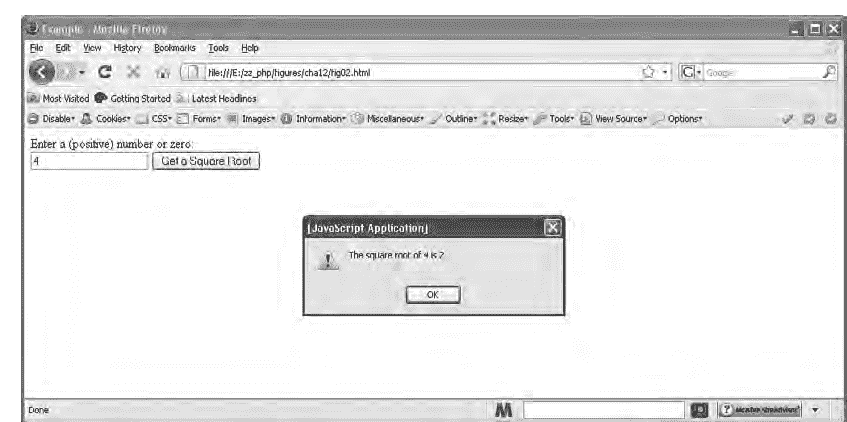 Example - Mozilla Firefox
File Edit View History Bookmarks Tools Help
file:///E:/zz_php/figures/cha12/fig02.html Google
Most Visited Getting Started Latest Headlines
Disable Cookies CSS Forms Images Information Miscellaneous Outline Resize Tools View Source Options
Enter a (positive) number or zero:
4 Get a Square Root
[JavaScript Application]
The square root of 4 is 2
OK
Done